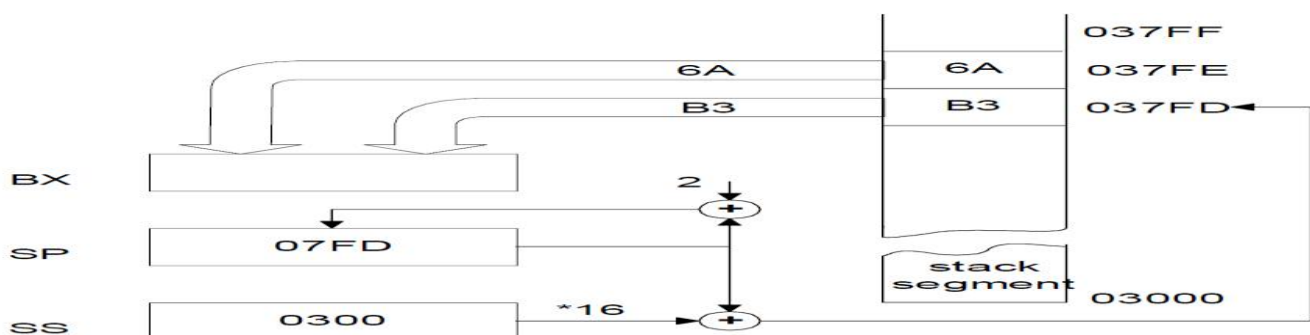 037FF
6A 6A 037FE
B3 B3 037FD
BX
2
+
SP 07FD
stack
segment
03000
SS 0300 *16 +